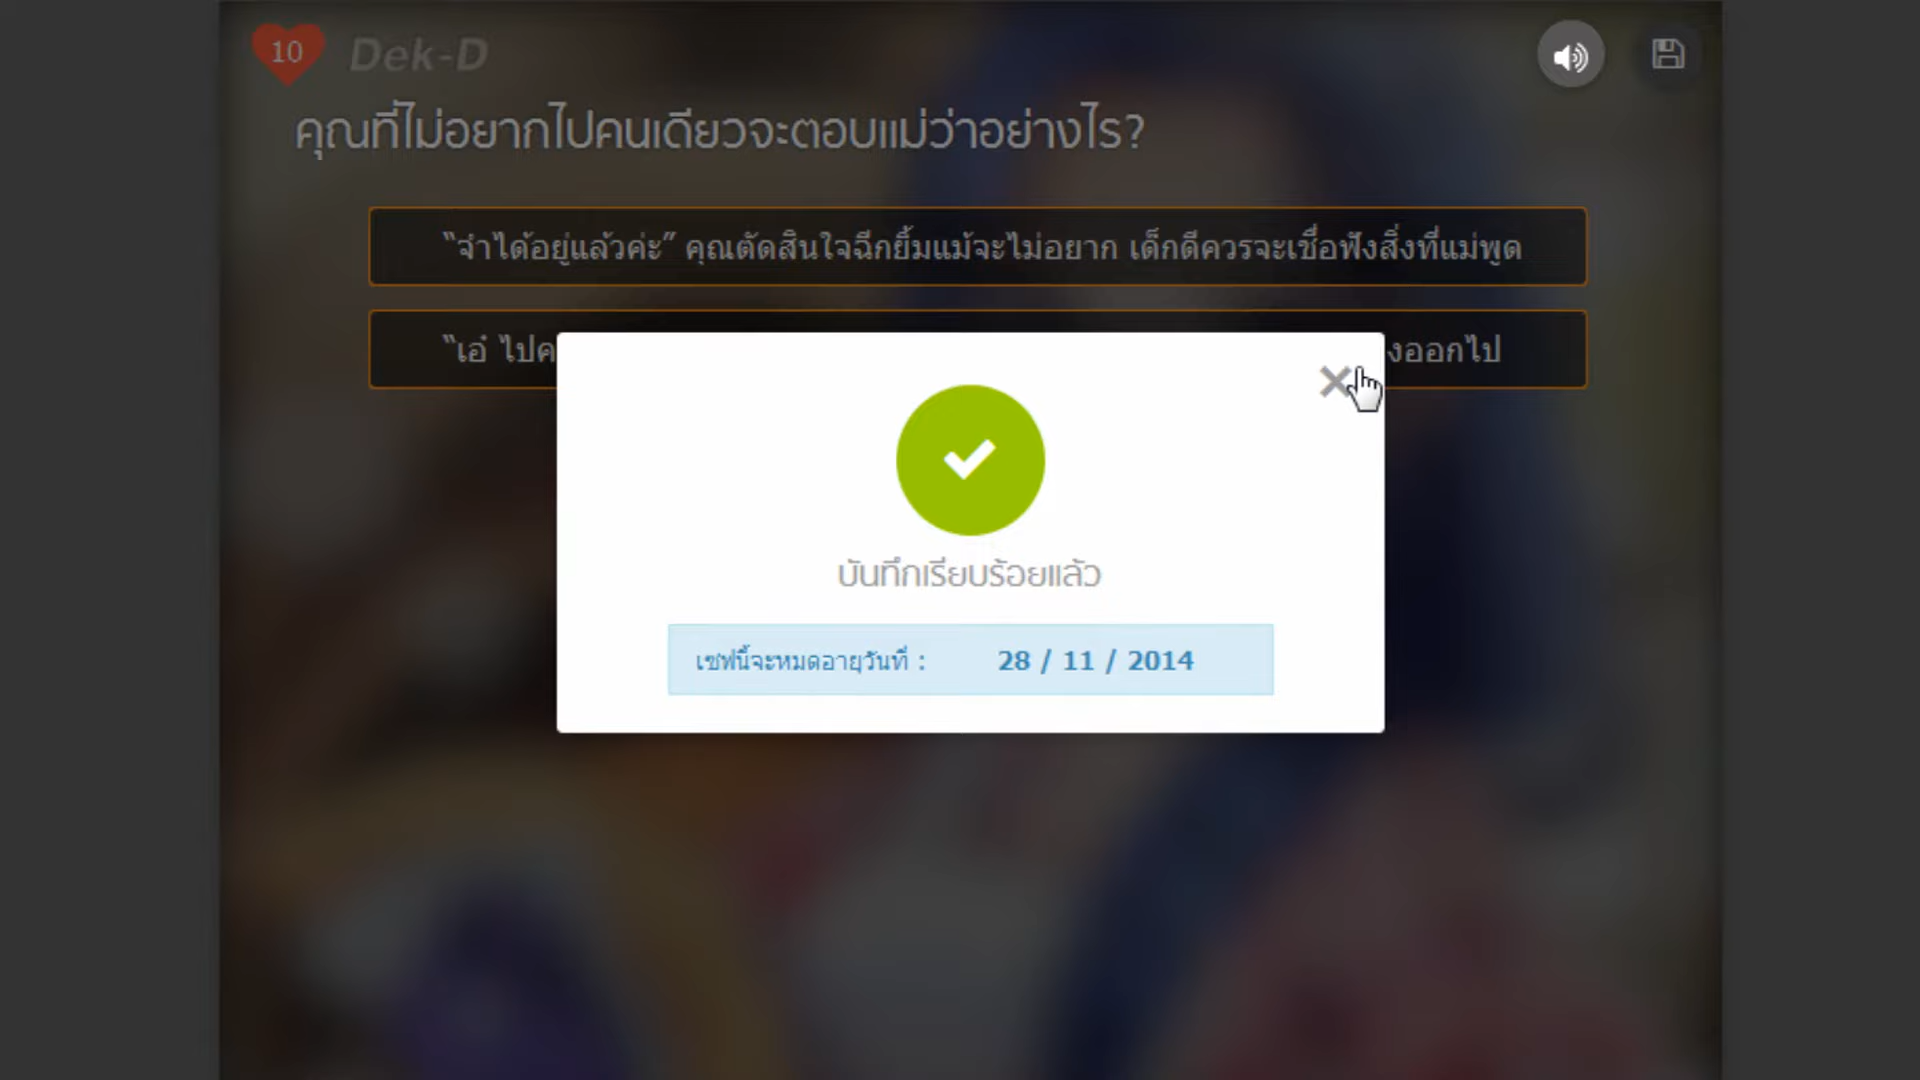 10 Dek-D
คุณที่ไม่อยากไปคนเดียวจะตอบแม่ว่าอย่างไร?
“จำได้อยู่แล้วค่ะ” คุณตัดสินใจฉีกยิ้มแม้จะไม่อยาก เด็กดีควรจะเชื่อฟังสิ่งที่แม่พูด
“เอ๋ ไปค งออกไป
บันทึกเรียบร้อยแล้ว
เซฟนี้จะหมดอายุวันที่ : 28 / 11 / 2014